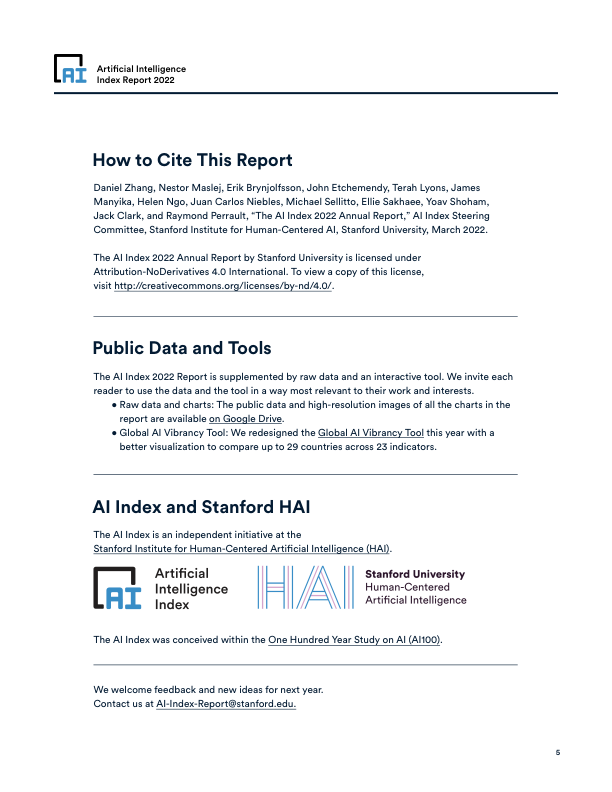 AI
Artificial Intelligence
Index Report 2022
How to Cite This Report
Daniel Zhang, Nestor Maslej, Erik Brynjolfsson, John Etchemendy, Terah Lyons, James
Manyika, Helen Ngo, Juan Carlos Niebles, Michael Sellitto, Ellie Sakhaee, Yoav Shoham,
Jack Clark, and Raymond Perrault, “The AI Index 2022 Annual Report,” AI Index Steering
Committee, Stanford Institute for Human-Centered AI, Stanford University, March 2022.
The AI Index 2022 Annual Report by Stanford University is licensed under
Attribution-NoDerivatives 4.0 International. To view a copy of this license,
visit http://creativecommons.org/licenses/by-nd/4.0/.
Public Data and Tools
The AI Index 2022 Report is supplemented by raw data and an interactive tool. We invite each
reader to use the data and the tool in a way most relevant to their work and interests.
• Raw data and charts: The public data and high-resolution images of all the charts in the
report are available on Google Drive.
• Global AI Vibrancy Tool: We redesigned the Global AI Vibrancy Tool this year with a
better visualization to compare up to 29 countries across 23 indicators.
AI Index and Stanford HAI
The AI Index is an independent initiative at the
Stanford Institute for Human-Centered Artificial Intelligence (HAI).
AI
Artificial
Intelligence
Index
HAI
Stanford University
Human-Centered
Artificial Intelligence
The AI Index was conceived within the One Hundred Year Study on AI (AI100).
We welcome feedback and new ideas for next year.
Contact us at AI-Index-Report@stanford.edu.
5